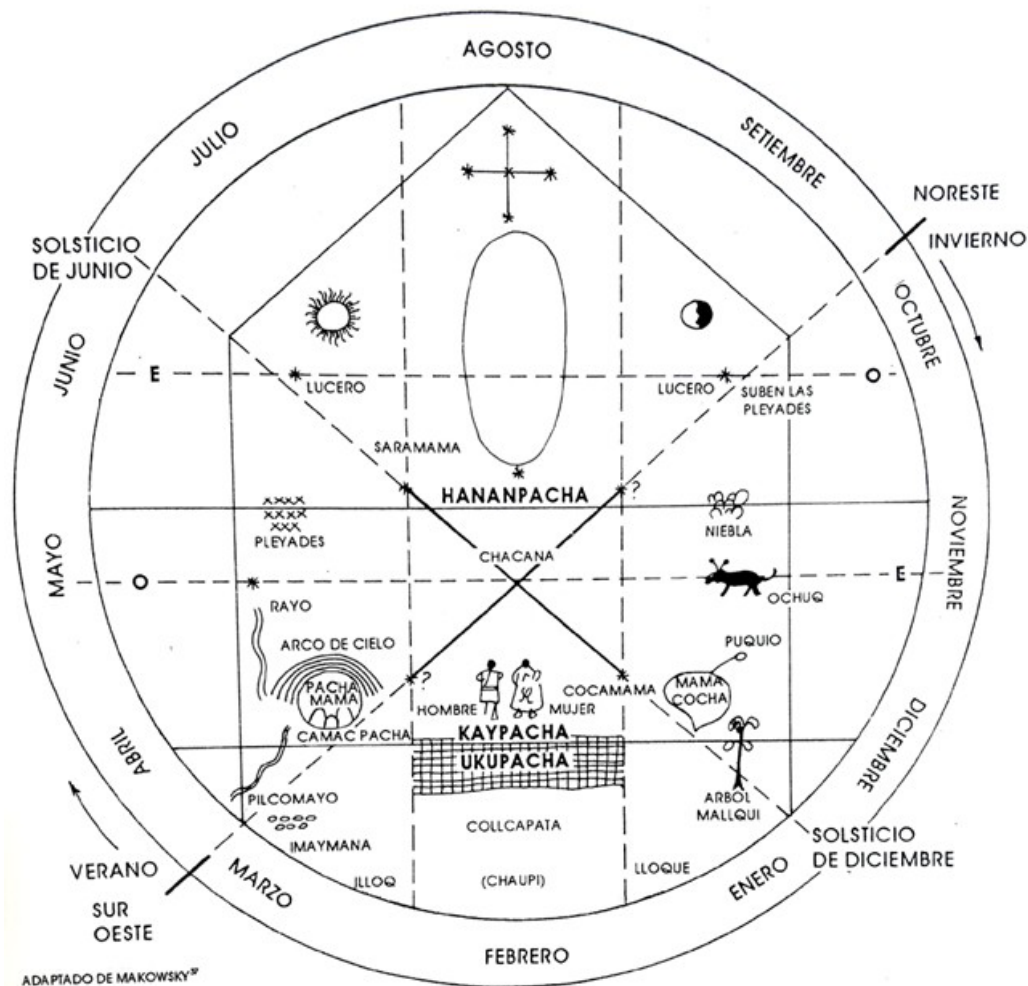 AGOSTO
JULIO
SETIEMBRE
NORESTE
INVIERNO
SOLSTICIO
DE JUNIO
OCTUBRE
JUNIO
E
LUCERO
LUCERO
SUBEN LAS
PLEYADES
O
SARAMAMA
HANANPACHA
?
PLEYADES
NIEBLA
NOVIEMBRE
MAYO
CHACANA
O
E
RAYO
OCHUQ
ARCO DE CIELO
PUQUIO
PACHA
MAMA
?
MAMA
COCHA
HOMBRE
MUJER
COCAMAMA
CAMAC PACHA
KAYPACHA
UKUPACHA
ABRIL
DICIEMBRE
PILCOMAYO
ARBOL
MALLQUI
COLLCAPATA
IMAYMANA
SOLSTICIO
DE DICIEMBRE
LLOQUE
VERANO
MARZO
ILLOQ
(CHAUPI)
ENERO
SUR
OESTE
FEBRERO
ADAPTADO DE MAKOWSKY